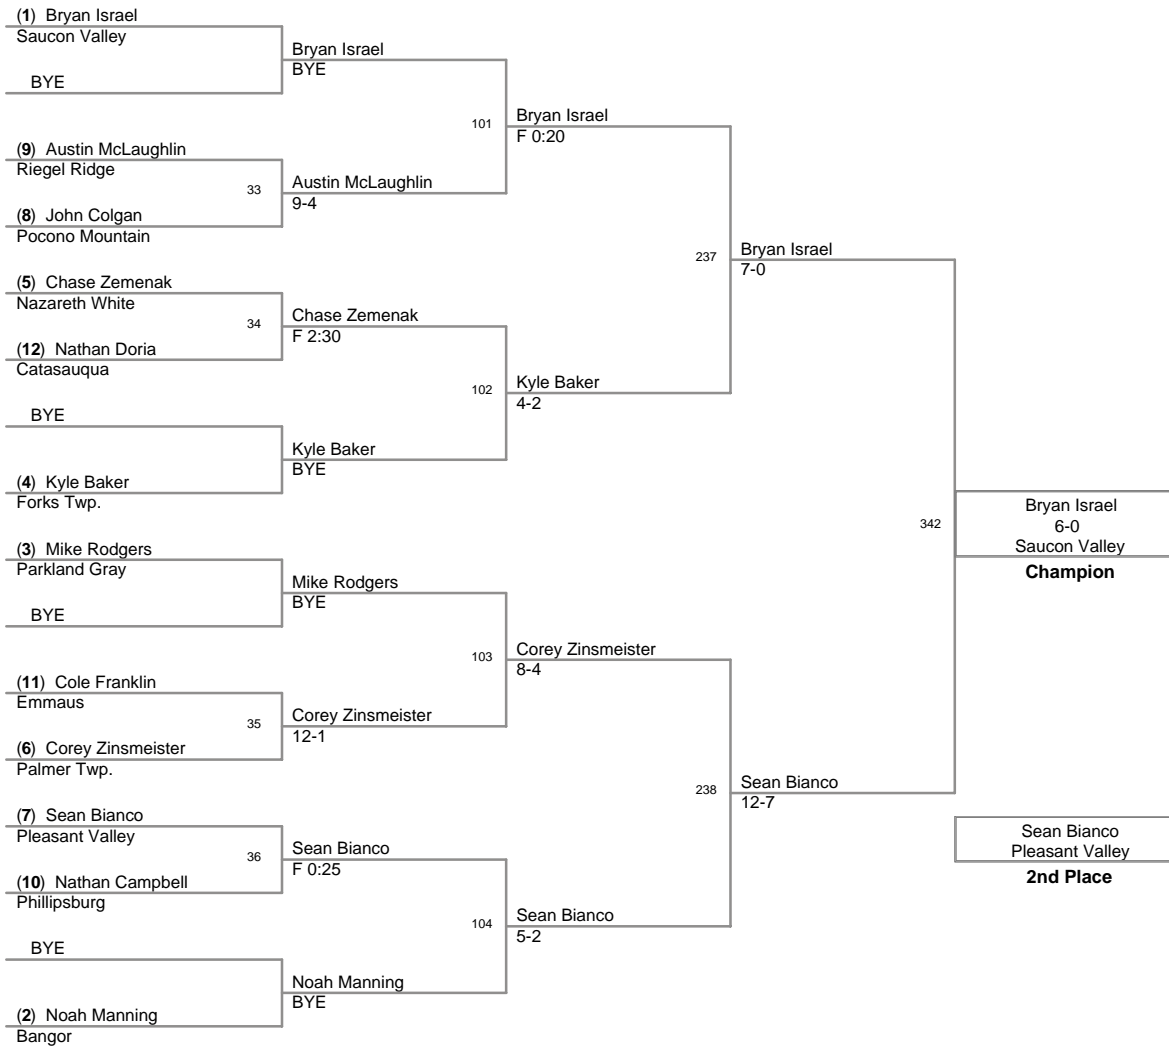 (1) Bryan Israel
Saucon Valley
BYE
(9) Austin McLaughlin
Riegel Ridge
(8) John Colgan
Pocono Mountain
(5) Chase Zemenak
Nazareth White
(12) Nathan Doria
Catasauqua
BYE
(4) Kyle Baker
Forks Twp.
(3) Mike Rodgers
Parkland Gray
BYE
(11) Cole Franklin
Emmaus
(6) Corey Zinsmeister
Palmer Twp.
(7) Sean Bianco
Pleasant Valley
(10) Nathan Campbell
Phillipsburg
BYE
(2) Noah Manning
Bangor
Bryan Israel
BYE
33
Austin McLaughlin
9-4
34
Chase Zemenak
F 2:30
Kyle Baker
BYE
Mike Rodgers
BYE
35
Corey Zinsmeister
12-1
36
Sean Bianco
F 0:25
Noah Manning
BYE
101
Bryan Israel
F 0:20
102
Kyle Baker
4-2
103
Corey Zinsmeister
8-4
104
Sean Bianco
5-2
237
Bryan Israel
7-0
238
Sean Bianco
12-7
342
Bryan Israel
6-0
Saucon Valley
Champion
Sean Bianco
Pleasant Valley
2nd Place